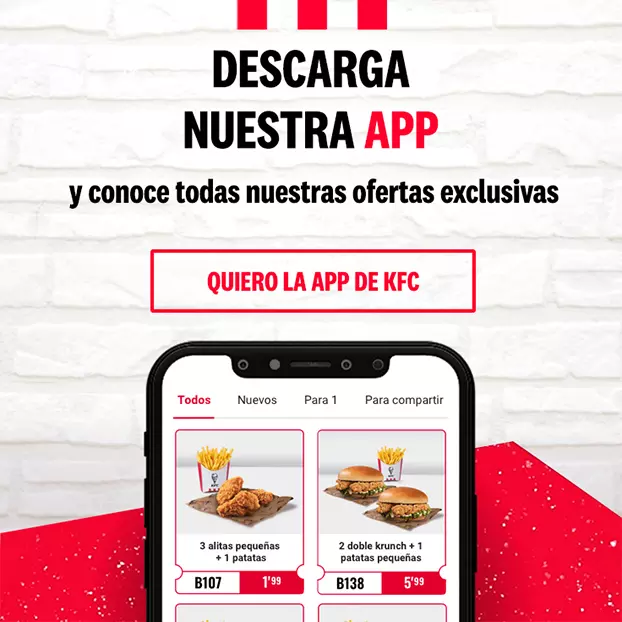 DESCARGA
NUESTRA APP
y conoce todas nuestras ofertas exclusivas
QUIERO LA APP DE KFC
Todos Nuevos Para 1 Para compartir
3 alitas pequeñas
+ 1 patatas
B107 1'99
2 doble krunch + 1
patatas pequeñas
B138 5'99